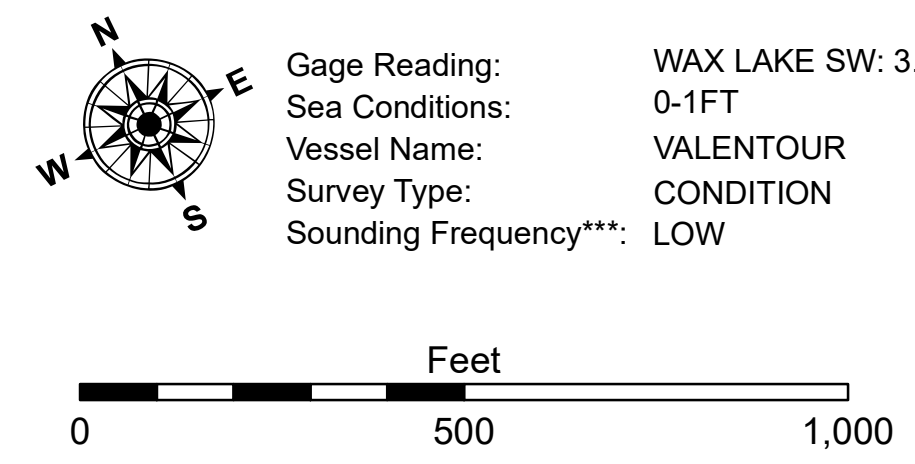 N
E
W
S
Gage Reading: WAX LAKE SW: 3.
Sea Conditions: 0-1FT
Vessel Name: VALENTOUR
Survey Type: CONDITION
Sounding Frequency***: LOW
Feet
0 500 1,000